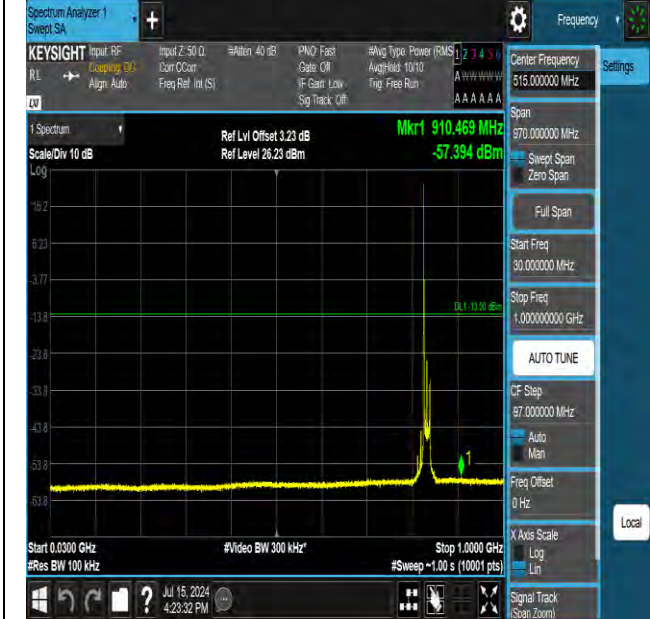 Spectrum Analyzer 1
Swept SA
+
Frequency
KEYSIGHT Input: RF Input Z: 50 Ω #Atten: 40 dB PNO: Fast #Avg Type: Power (RMS 1 2 3 4 5 6
RL Coupling: DC Corr CCorr Gate: Off Avg|Hold: 10/10 A W W W W W
Align: Auto Freq Ref: Int (S) IF Gain: Low Trig: Free Run
LXI Sig Track: Off A A A A A A
1 Spectrum Ref Lvl Offset 3.23 dB Mkr1 910.469 MHz
Scale/Div 10 dB Ref Level 26.23 dBm -57.394 dBm
Log
16.2
6.23
-3.77
DL1 -13.00 dBm
-13.8
-23.8
-33.8
-43.8
-53.8
1
-63.8
Start 0.0300 GHz #Video BW 300 kHz* Stop 1.0000 GHz
#Res BW 100 kHz #Sweep ~1.00 s (10001 pts)
? Jul 15, 2024
4:23:32 PM
Center Frequency
515.000000 MHz
Settings
Span
970.000000 MHz
Swept Span
Zero Span
Full Span
Start Freq
30.000000 MHz
Stop Freq
1.000000000 GHz
AUTO TUNE
CF Step
97.000000 MHz
Auto
Man
Freq Offset
0 Hz
Local
X Axis Scale
Log
Lin
Signal Track
(Span Zoom)